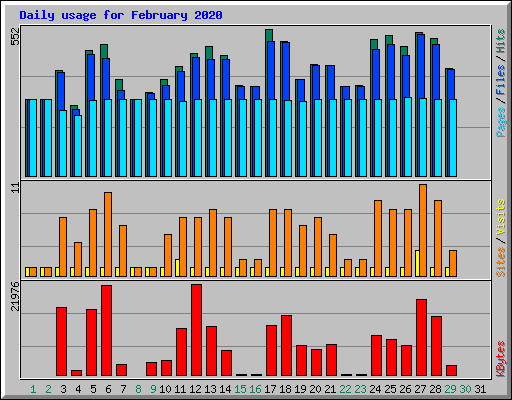 Daily usage for February 2020
552
Pages / Files / Hits
11
Sites / Visits
21976
KBytes
1 2 3 4 5 6 7 8 9 10 11 12 13 14 15 16 17 18 19 20 21 22 23 24 25 26 27 28 29 30 31